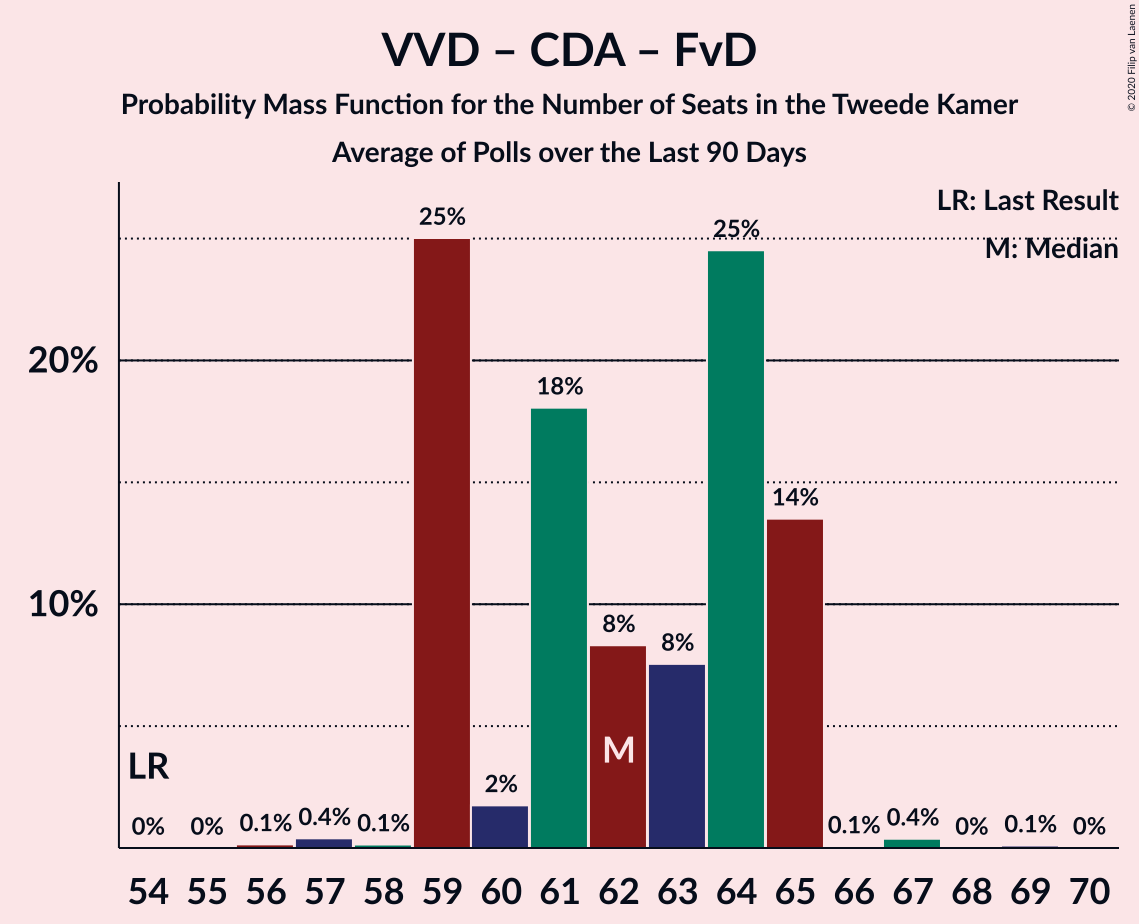 VVD – CDA – FvD
Probability Mass Function for the Number of Seats in the Tweede Kamer
Average of Polls over the Last 90 Days
© 2020 Filip van Laenen
LR: Last Result
M: Median
25%
25%
20%
18%
14%
10%
8%
8%
M
LR
2%
0% 0% 0.1% 0.4% 0.1% 0.1% 0.4% 0% 0.1% 0%
54 55 56 57 58 59 60 61 62 63 64 65 66 67 68 69 70